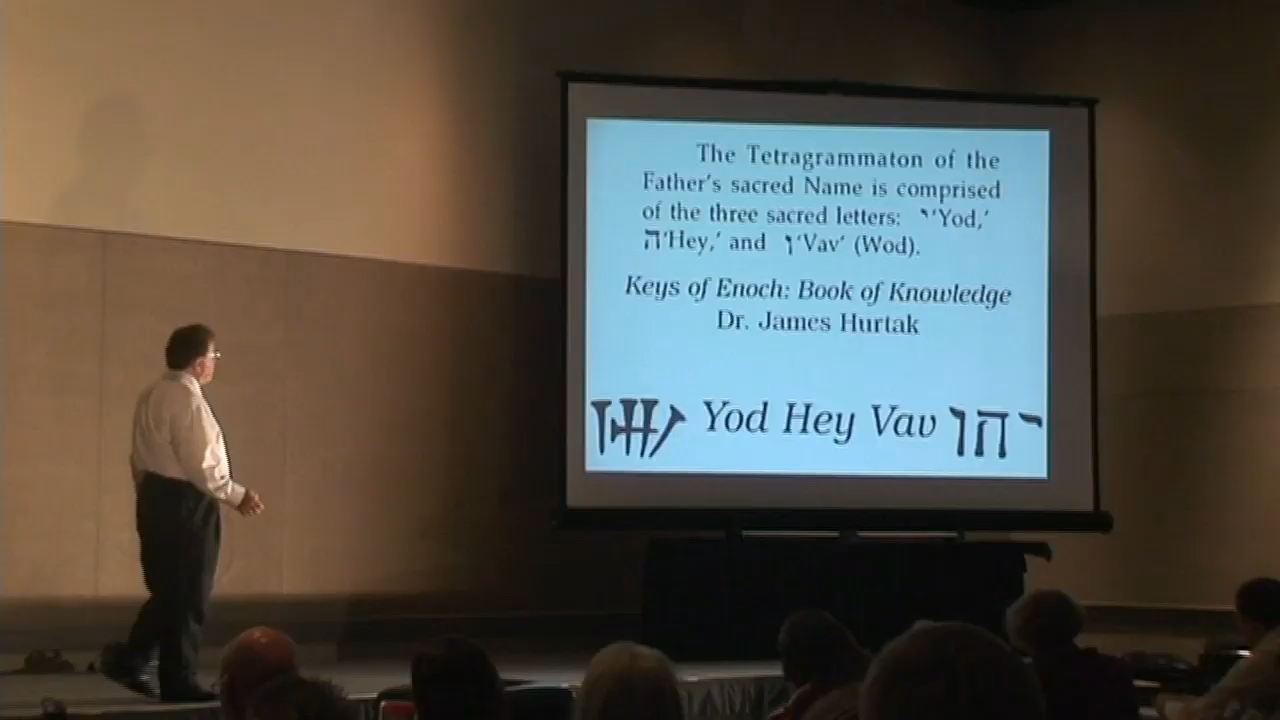 The Tetragrammaton of the
Father's sacred Name is comprised
of the three sacred letters: י 'Yod,'
ה 'Hey,' and ו 'Vav' (Wod).
Keys of Enoch: Book of Knowledge
Dr. James Hurtak
Yod Hey Vav יהו